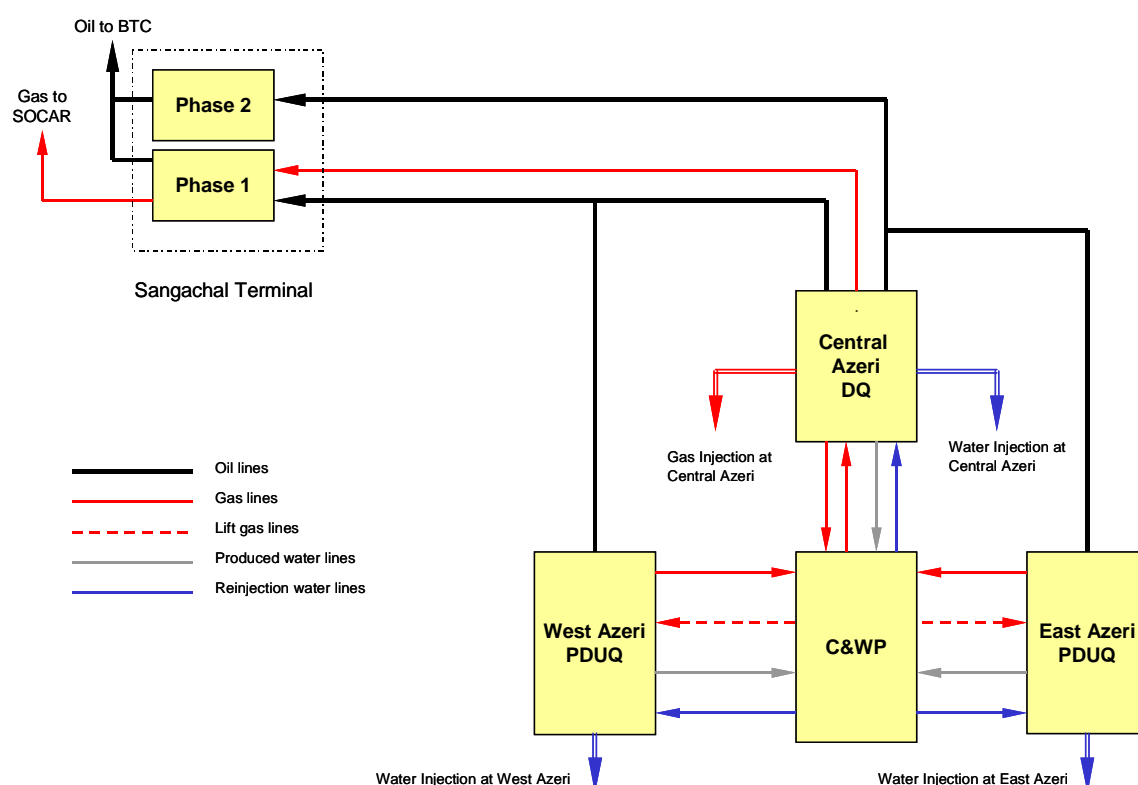 Oil to BTC
Gas to
SOCAR
Phase 2
Phase 1
Sangachal Terminal
Central
Azeri
DQ
Gas Injection at
Central Azeri
Water Injection at
Central Azeri
Oil lines
Gas lines
Lift gas lines
Produced water lines
Reinjection water lines
West Azeri
PDUQ
C&WP
East Azeri
PDUQ
Water Injection at West Azeri
Water Injection at East Azeri